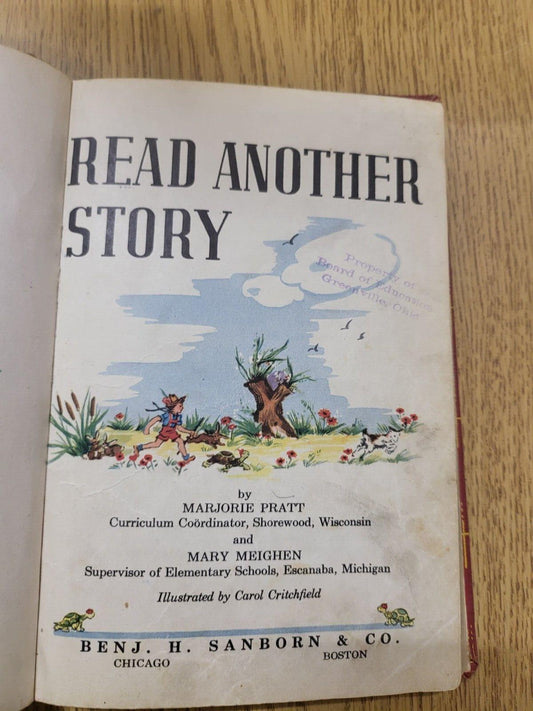 READ ANOTHER
STORY
Property of
Board of Education
Greenville, Ohio
by
MARJORIE PRATT
Curriculum Coördinator, Shorewood, Wisconsin
and
MARY MEIGHEN
Supervisor of Elementary Schools, Escanaba, Michigan
Illustrated by Carol Critchfield
BENJ. H. SANBORN & CO.
CHICAGO BOSTON